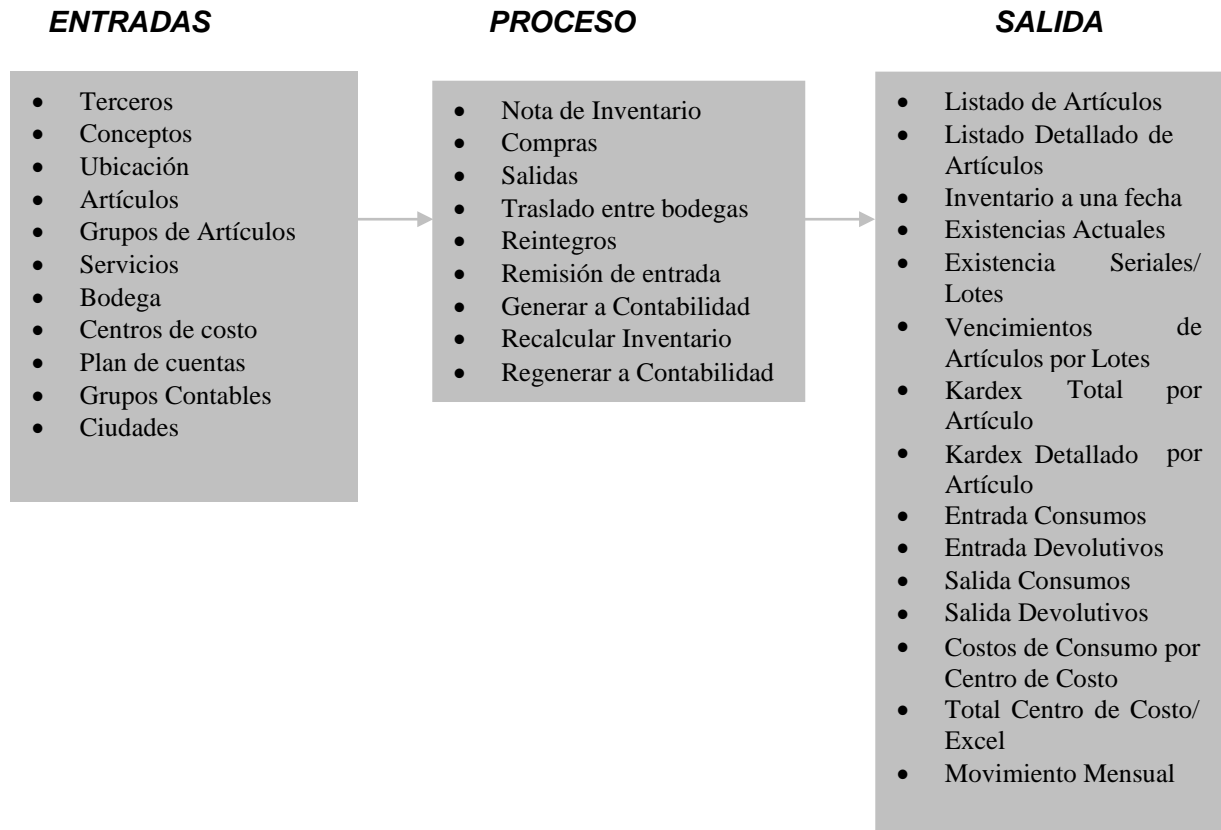 ENTRADAS
PROCESO
SALIDA
• Terceros
• Conceptos
• Ubicación
• Artículos
• Grupos de Artículos
• Servicios
• Bodega
• Centros de costo
• Plan de cuentas
• Grupos Contables
• Ciudades
• Nota de Inventario
• Compras
• Salidas
• Traslado entre bodegas
• Reintegros
• Remisión de entrada
• Generar a Contabilidad
• Recalcular Inventario
• Regenerar a Contabilidad
• Listado de Artículos
• Listado Detallado de
Artículos
• Inventario a una fecha
• Existencias Actuales
• Existencia Seriales/
Lotes
• Vencimientos de
Artículos por Lotes
• Kardex Total por
Artículo
• Kardex Detallado por
Artículo
• Entrada Consumos
• Entrada Devolutivos
• Salida Consumos
• Salida Devolutivos
• Costos de Consumo por
Centro de Costo
• Total Centro de Costo/
Excel
• Movimiento Mensual